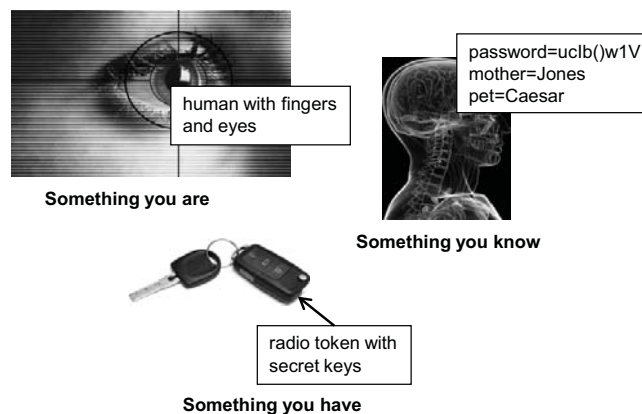 human with fingers
and eyes
Something you are
password=uclb()w1V
mother=Jones
pet=Caesar
Something you know
radio token with
secret keys
Something you have